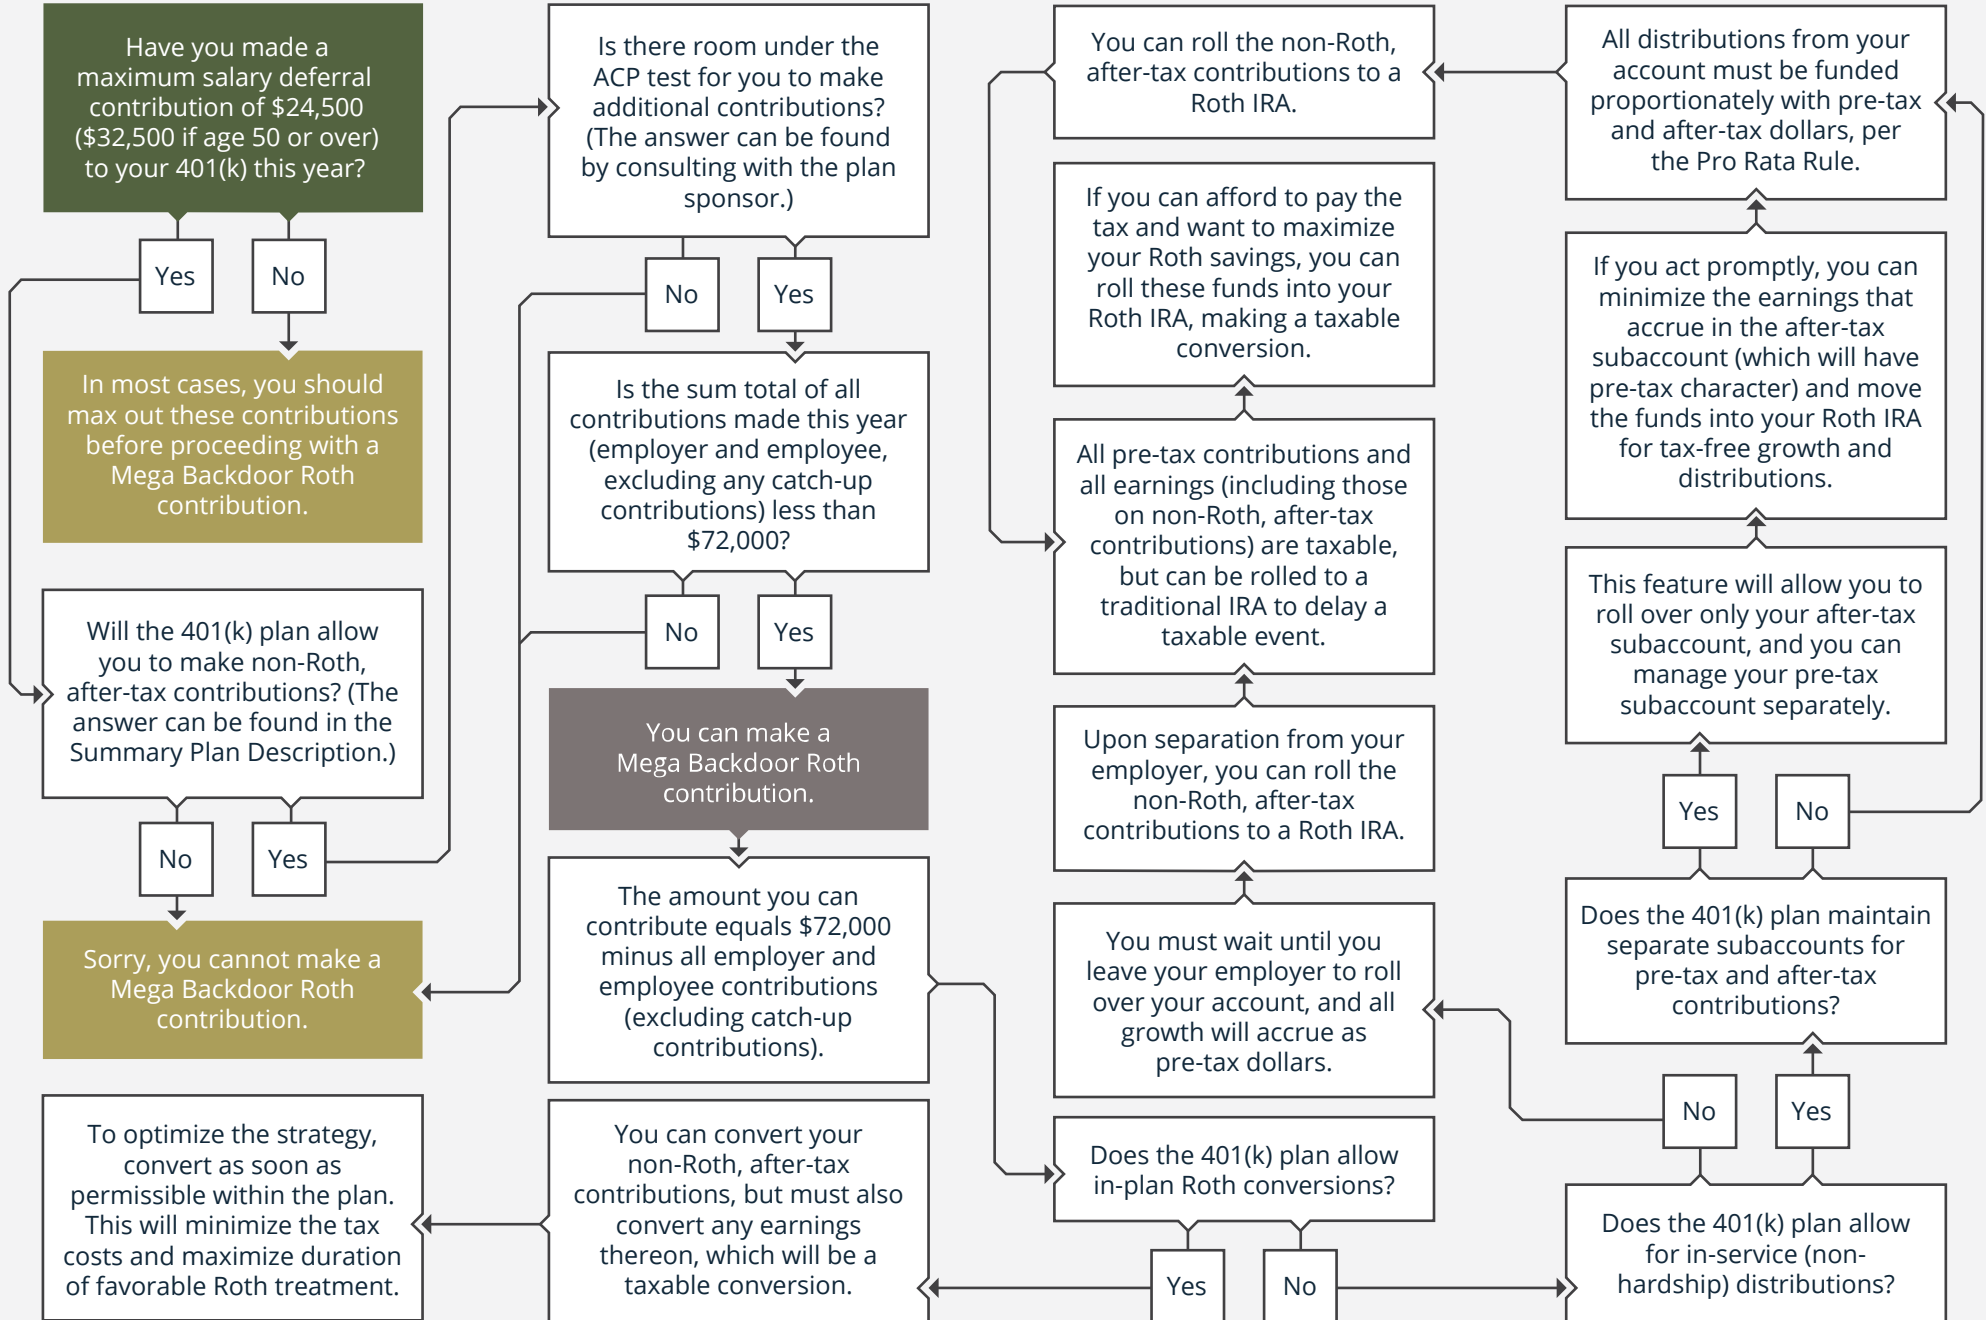 Have you made a
maximum salary deferral
contribution of $24,500
($32,500 if age 50 or over)
to your 401(k) this year?
Yes
No
In most cases, you should
max out these contributions
before proceeding with a
Mega Backdoor Roth
contribution.
Will the 401(k) plan allow
you to make non-Roth,
after-tax contributions? (The
answer can be found in the
Summary Plan Description.)
No
Yes
Sorry, you cannot make a
Mega Backdoor Roth
contribution.
Is there room under the
ACP test for you to make
additional contributions?
(The answer can be found
by consulting with the plan
sponsor.)
No
Yes
Is the sum total of all
contributions made this year
(employer and employee,
excluding any catch-up
contributions) less than
$72,000?
No
Yes
You can make a
Mega Backdoor Roth
contribution.
The amount you can
contribute equals $72,000
minus all employer and
employee contributions
(excluding catch-up
contributions).
Does the 401(k) plan allow
in-plan Roth conversions?
Yes
No
You can convert your
non-Roth, after-tax
contributions, but must also
convert any earnings
thereon, which will be a
taxable conversion.
To optimize the strategy,
convert as soon as
permissible within the plan.
This will minimize the tax
costs and maximize duration
of favorable Roth treatment.
Does the 401(k) plan allow
for in-service (non-
hardship) distributions?
No
Yes
You must wait until you
leave your employer to roll
over your account, and all
growth will accrue as
pre-tax dollars.
Upon separation from your
employer, you can roll the
non-Roth, after-tax
contributions to a Roth IRA.
All pre-tax contributions and
all earnings (including those
on non-Roth, after-tax
contributions) are taxable,
but can be rolled to a
traditional IRA to delay a
taxable event.
If you can afford to pay the
tax and want to maximize
your Roth savings, you can
roll these funds into your
Roth IRA, making a taxable
conversion.
Does the 401(k) plan maintain
separate subaccounts for
pre-tax and after-tax
contributions?
Yes
No
This feature will allow you to
roll over only your after-tax
subaccount, and you can
manage your pre-tax
subaccount separately.
If you act promptly, you can
minimize the earnings that
accrue in the after-tax
subaccount (which will have
pre-tax character) and move
the funds into your Roth IRA
for tax-free growth and
distributions.
All distributions from your
account must be funded
proportionately with pre-tax
and after-tax dollars, per
the Pro Rata Rule.
You can roll the non-Roth,
after-tax contributions to a
Roth IRA.